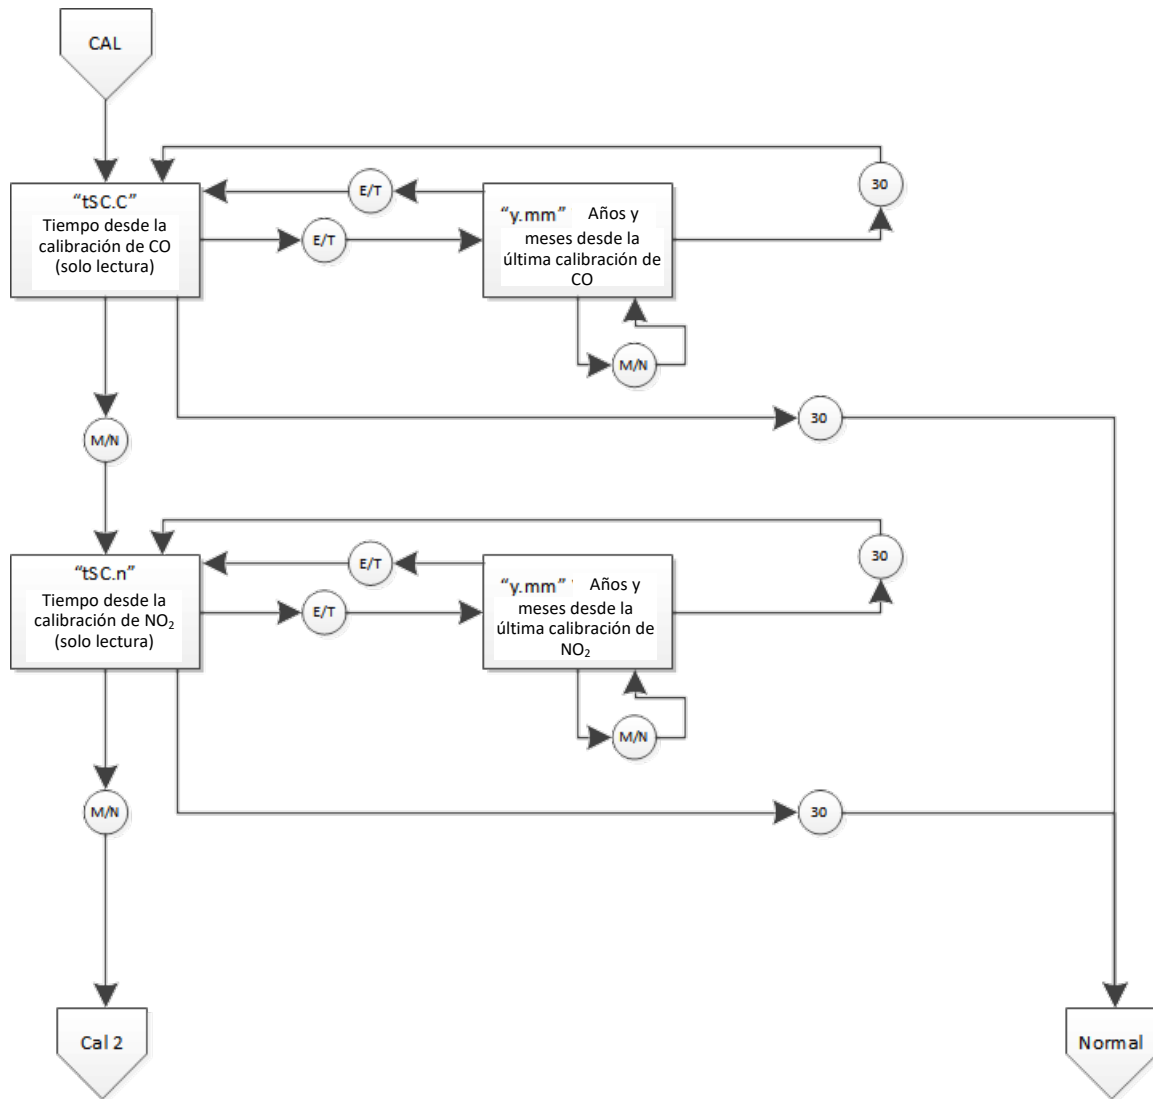 CAL
"tSC.C"
Tiempo desde la
calibración de CO
(solo lectura)
E/T
E/T
"y.mm" Años y
meses desde la
última calibración de
CO
30
M/N
M/N
30
"tSC.n"
Tiempo desde la
calibración de NO₂
(solo lectura)
E/T
E/T
"y.mm" Años y
meses desde la
última calibración de
NO₂
30
M/N
M/N
30
Cal 2
Normal